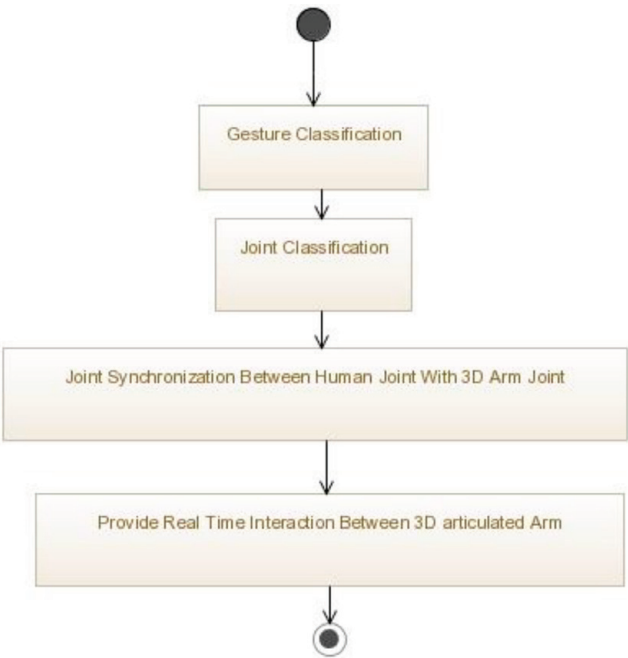 Gesture Classification
Joint Classification
Joint Synchronization Between Human Joint With 3D Arm Joint
Provide Real Time Interaction Between 3D articulated Arm